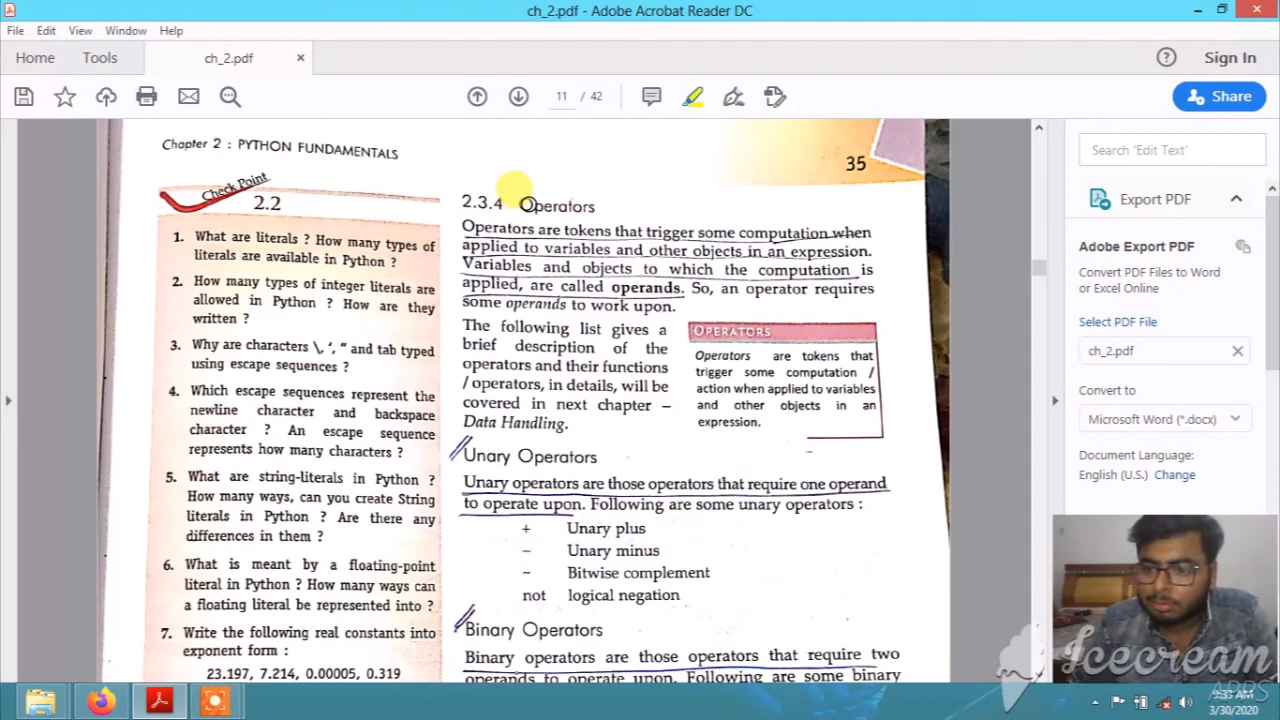 ch_2.pdf - Adobe Acrobat Reader DC
File Edit View Window Help
Home Tools ch_2.pdf × Sign In
11 / 42
Share
Chapter 2 : PYTHON FUNDAMENTALS
35
Check Point
2.2
1. What are literals ? How many types of
literals are available in Python ?
2. How many types of integer literals are
allowed in Python ? How are they
written ?
3. Why are characters \, ', " and tab typed
using escape sequences ?
4. Which escape sequences represent the
newline character and backspace
character ? An escape sequence
represents how many characters ?
5. What are string-literals in Python ?
How many ways, can you create String
literals in Python ? Are there any
differences in them ?
6. What is meant by a floating-point
literal in Python ? How many ways can
a floating literal be represented into ?
7. Write the following real constants into
exponent form :
23.197, 7.214, 0.00005, 0.319
2.3.4 Operators
Operators are tokens that trigger some computation when
applied to variables and other objects in an expression.
Variables and objects to which the computation is
applied, are called operands. So, an operator requires
some operands to work upon.
The following list gives a
brief description of the
operators and their functions
/ operators, in details, will be
covered in next chapter –
Data Handling.
OPERATORS
Operators are tokens that
trigger some computation /
action when applied to variables
and other objects in an
expression.
Unary Operators
Unary operators are those operators that require one operand
to operate upon. Following are some unary operators :
+ Unary plus
– Unary minus
~ Bitwise complement
not logical negation
Binary Operators
Binary operators are those operators that require two
operands to operate upon. Following are some binary
Search 'Edit Text'
Export PDF
Adobe Export PDF
Convert PDF Files to Word
or Excel Online
Select PDF File
ch_2.pdf ×
Convert to
Microsoft Word (*.docx)
Document Language:
English (U.S.) Change
Icecream
APPS
9:33 AM
3/30/2020